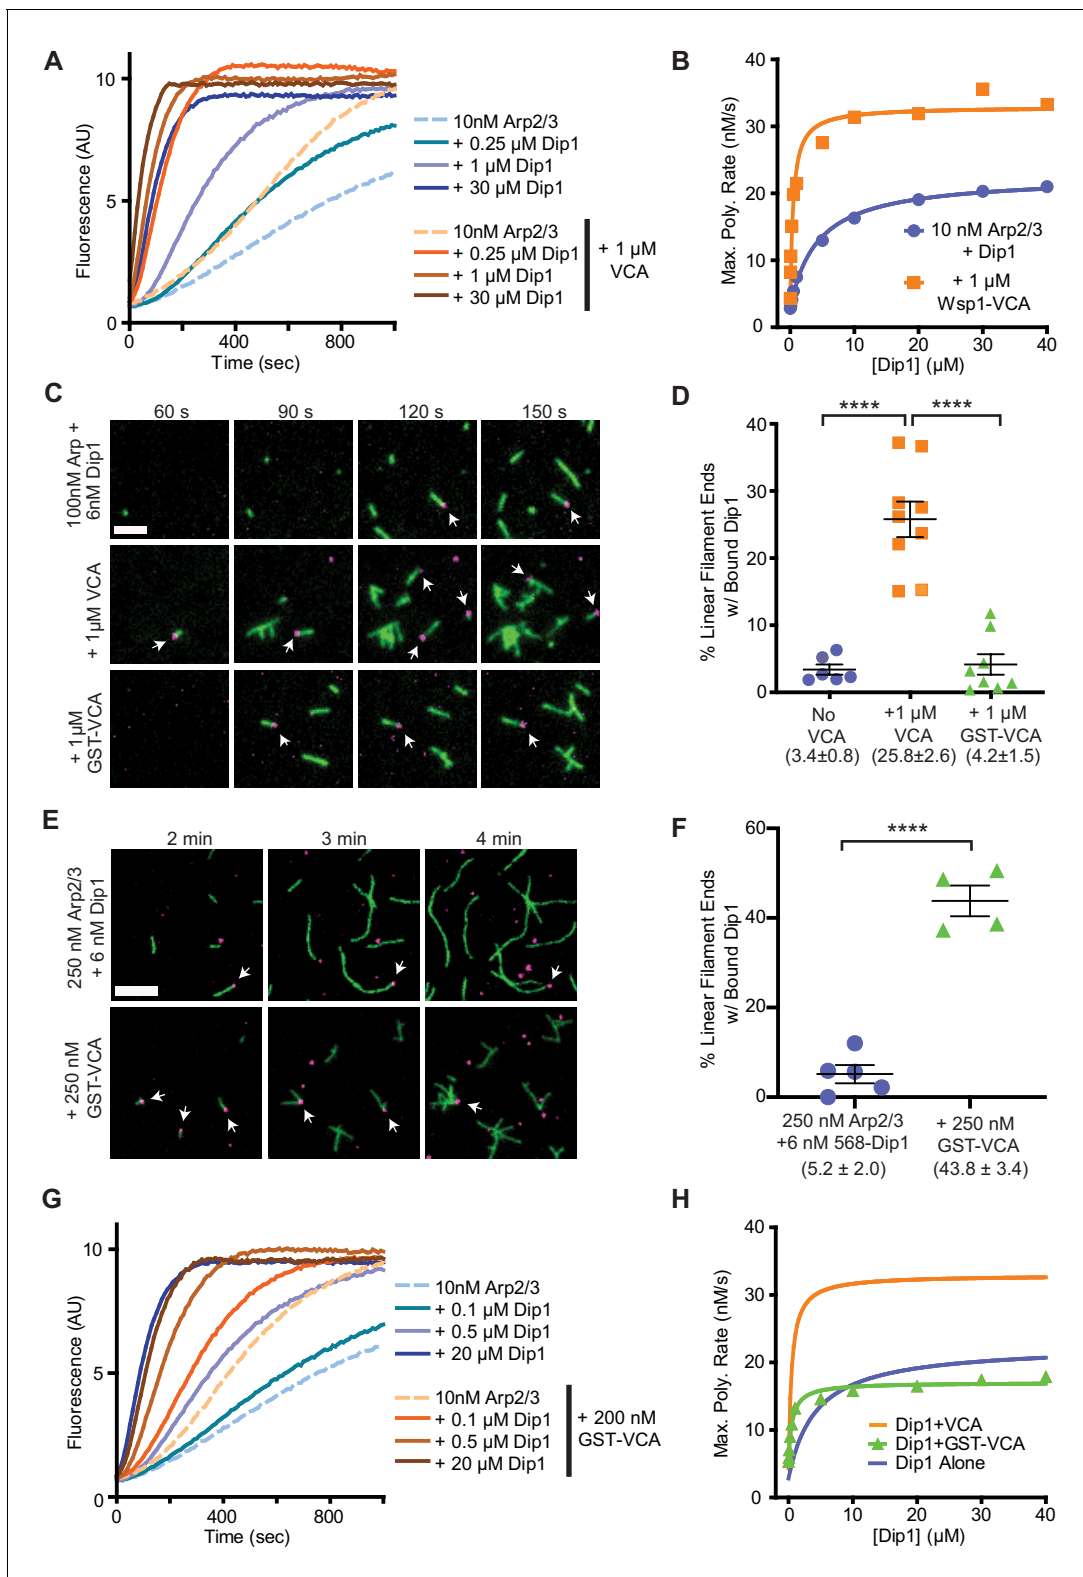 A
Fluorescence (AU)
10
5
0
0
400
800
Time (sec)
10nM Arp2/3
+ 0.25 µM Dip1
+ 1 µM Dip1
+ 30 µM Dip1
10nM Arp2/3
+ 0.25 µM Dip1
+ 1 µM Dip1
+ 30 µM Dip1
+ 1 µM
VCA
B
Max. Poly. Rate (nM/s)
40
30
20
10
0
0
10
20
30
40
[Dip1] (µM)
10 nM Arp2/3
+ Dip1
+ 1 µM
Wsp1-VCA
C
60 s
90 s
120 s
150 s
100nM Arp +
6nM Dip1
+ 1µM VCA
+ 1µM
GST-VCA
D
% Linear Filament Ends
w/ Bound Dip1
40
30
20
10
0
****
****
No
VCA
(3.4±0.8)
+1 µM
VCA
(25.8±2.6)
+ 1 µM
GST-VCA
(4.2±1.5)
E
2 min
3 min
4 min
250 nM Arp2/3
+ 6 nM Dip1
+ 250 nM
GST-VCA
F
% Linear Filament Ends
w/ Bound Dip1
60
40
20
0
****
250 nM Arp2/3
+6 nM 568-Dip1
(5.2 ± 2.0)
+ 250 nM
GST-VCA
(43.8 ± 3.4)
G
Fluorescence (AU)
10
5
0
0
400
800
Time (sec)
10nM Arp2/3
+ 0.1 µM Dip1
+ 0.5 µM Dip1
+ 20 µM Dip1
10nM Arp2/3
+ 0.1 µM Dip1
+ 0.5 µM Dip1
+ 20 µM Dip1
+ 200 nM
GST-VCA
H
Max. Poly. Rate (nM/s)
40
30
20
10
0
0
10
20
30
40
[Dip1] (µM)
Dip1+VCA
Dip1+GST-VCA
Dip1 Alone